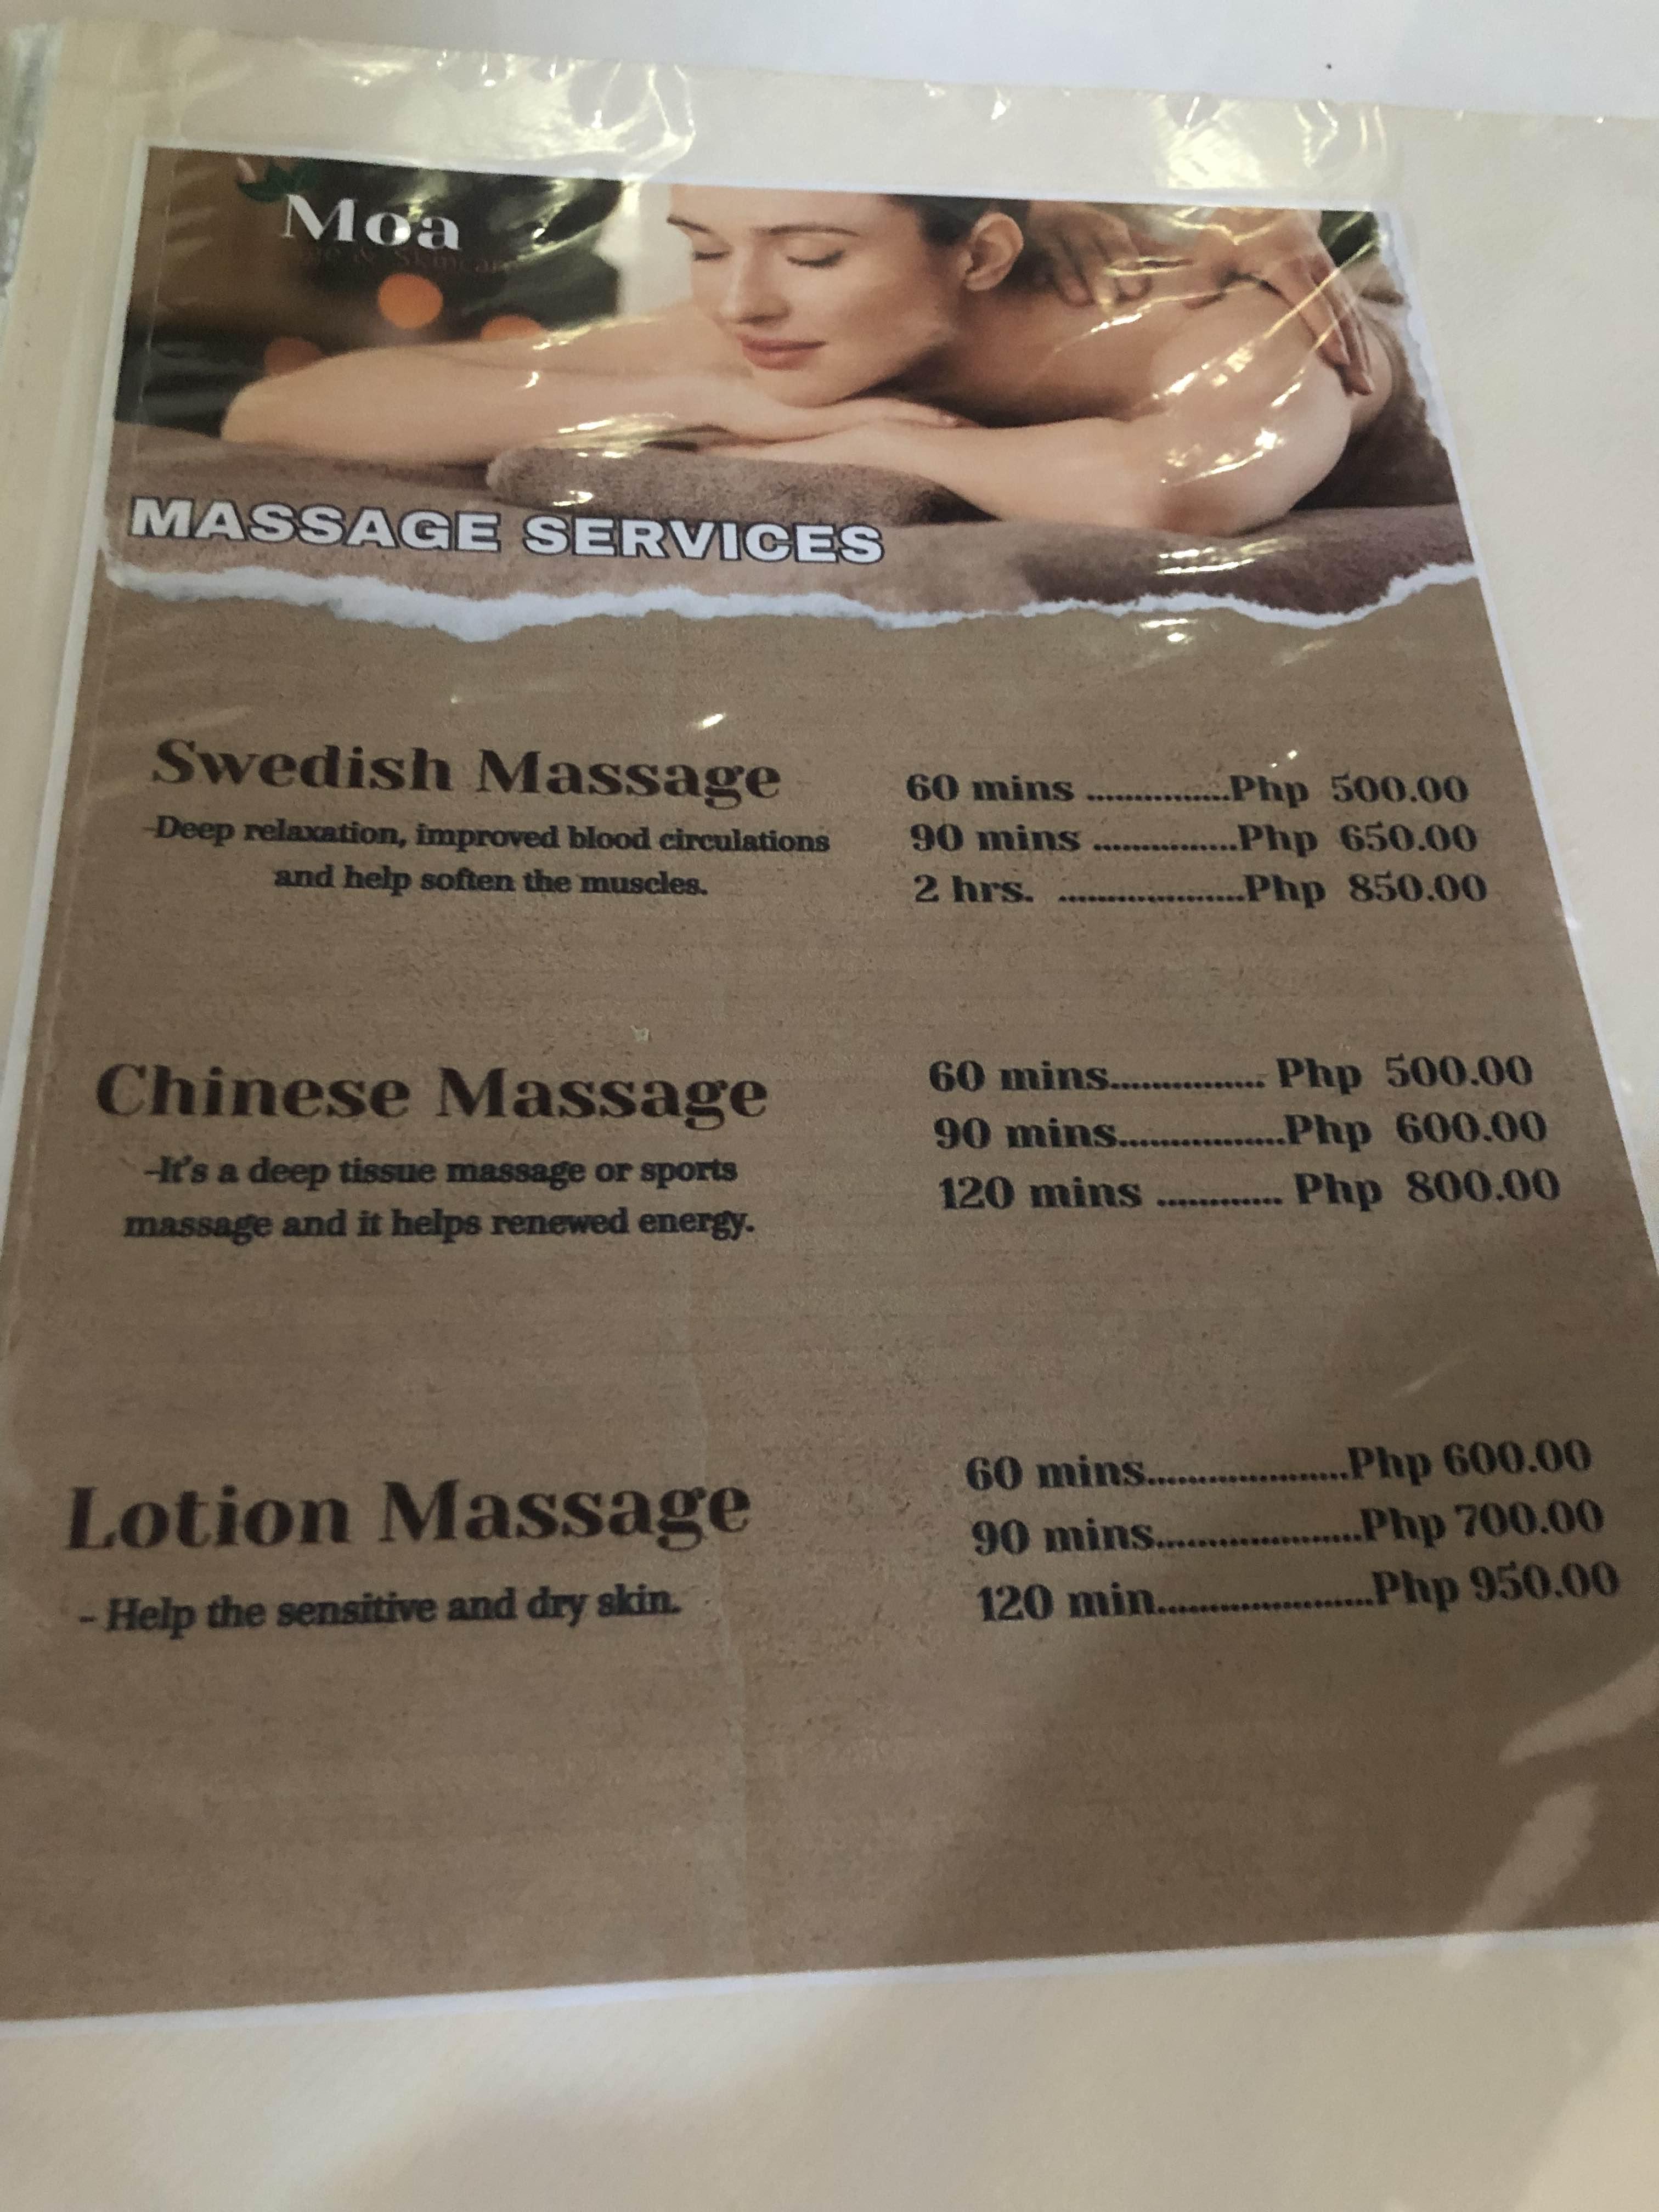 Moa
& Skincare
MASSAGE SERVICES
Swedish Massage
-Deep relaxation, improved blood circulations
and help soften the muscles.
60 mins ...............Php 500.00
90 mins ...............Php 650.00
2 hrs. ....................Php 850.00
Chinese Massage
-It's a deep tissue massage or sports
massage and it helps renewed energy.
60 mins................ Php 500.00
90 mins.................Php 600.00
120 mins ............. Php 800.00
Lotion Massage
- Help the sensitive and dry skin.
60 mins.....................Php 600.00
90 mins.....................Php 700.00
120 min......................Php 950.00